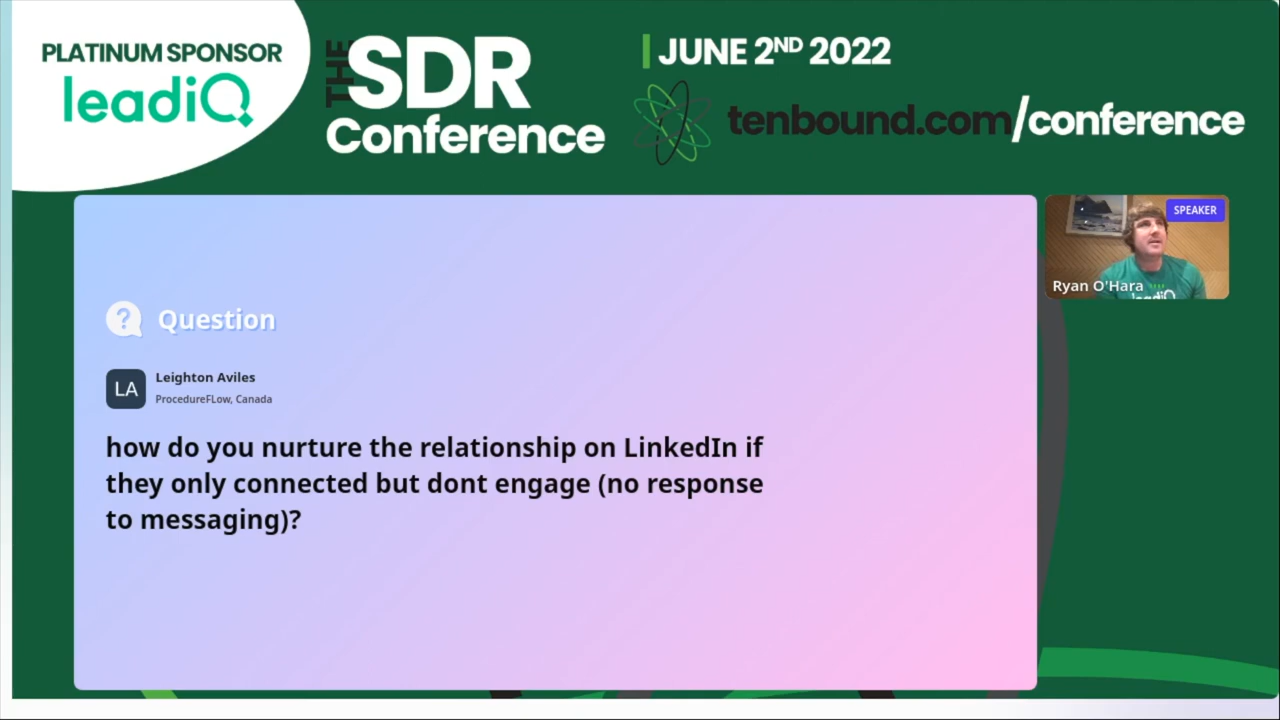 PLATINUM SPONSOR
leadiQ
THE
SDR
Conference
JUNE 2ND 2022
tenbound.com/conference
SPEAKER
Ryan O'Hara
leadiQ
Question
LA
Leighton Aviles
ProcedureFLow, Canada
how do you nurture the relationship on LinkedIn if
they only connected but dont engage (no response
to messaging)?